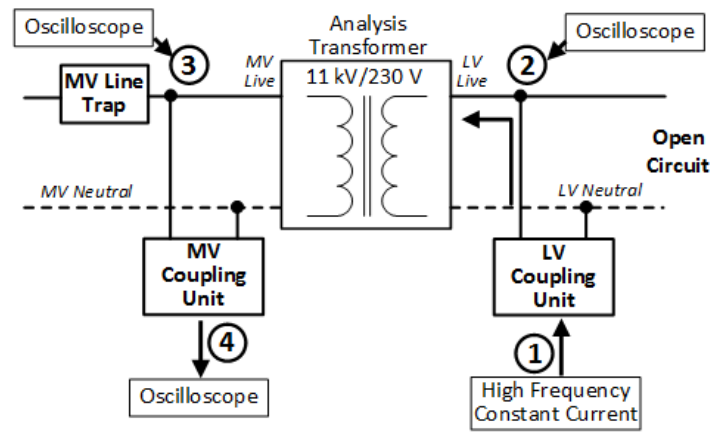 Oscilloscope
3
MV Line
Trap
MV
Live
Analysis
Transformer
11 kV/230 V
LV
Live
2
Oscilloscope
Open
Circuit
MV Neutral
LV Neutral
MV
Coupling
Unit
4
Oscilloscope
LV
Coupling
Unit
1
High Frequency
Constant Current